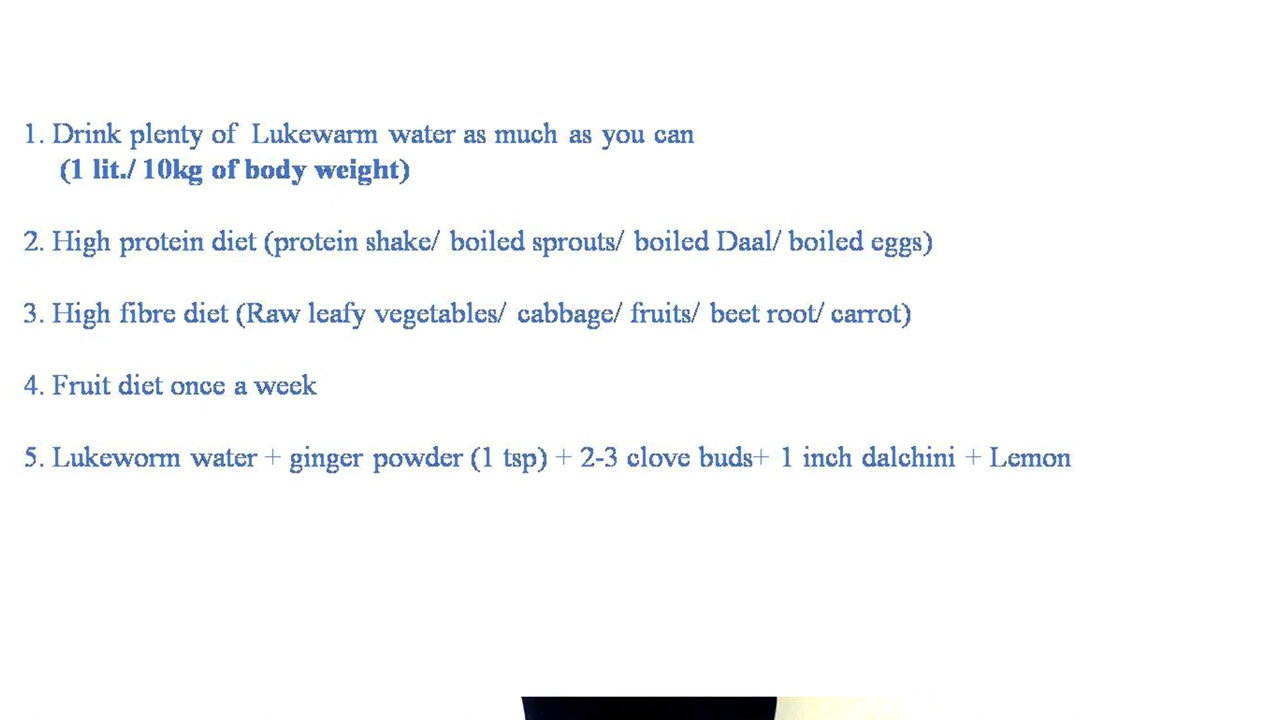 1. Drink plenty of Lukewarm water as much as you can
(1 lit./ 10kg of body weight)
2. High protein diet (protein shake/ boiled sprouts/ boiled Daal/ boiled eggs)
3. High fibre diet (Raw leafy vegetables/ cabbage/ fruits/ beet root/ carrot)
4. Fruit diet once a week
5. Lukeworm water + ginger powder (1 tsp) + 2-3 clove buds+ 1 inch dalchini + Lemon